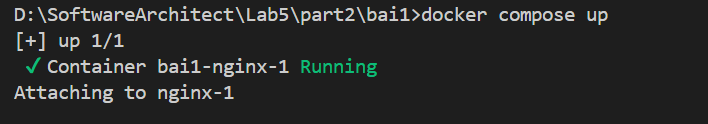 D:\SoftwareArchitect\Lab5\part2\bai1>docker compose up
[+] up 1/1
✓ Container bai1-nginx-1 Running
Attaching to nginx-1